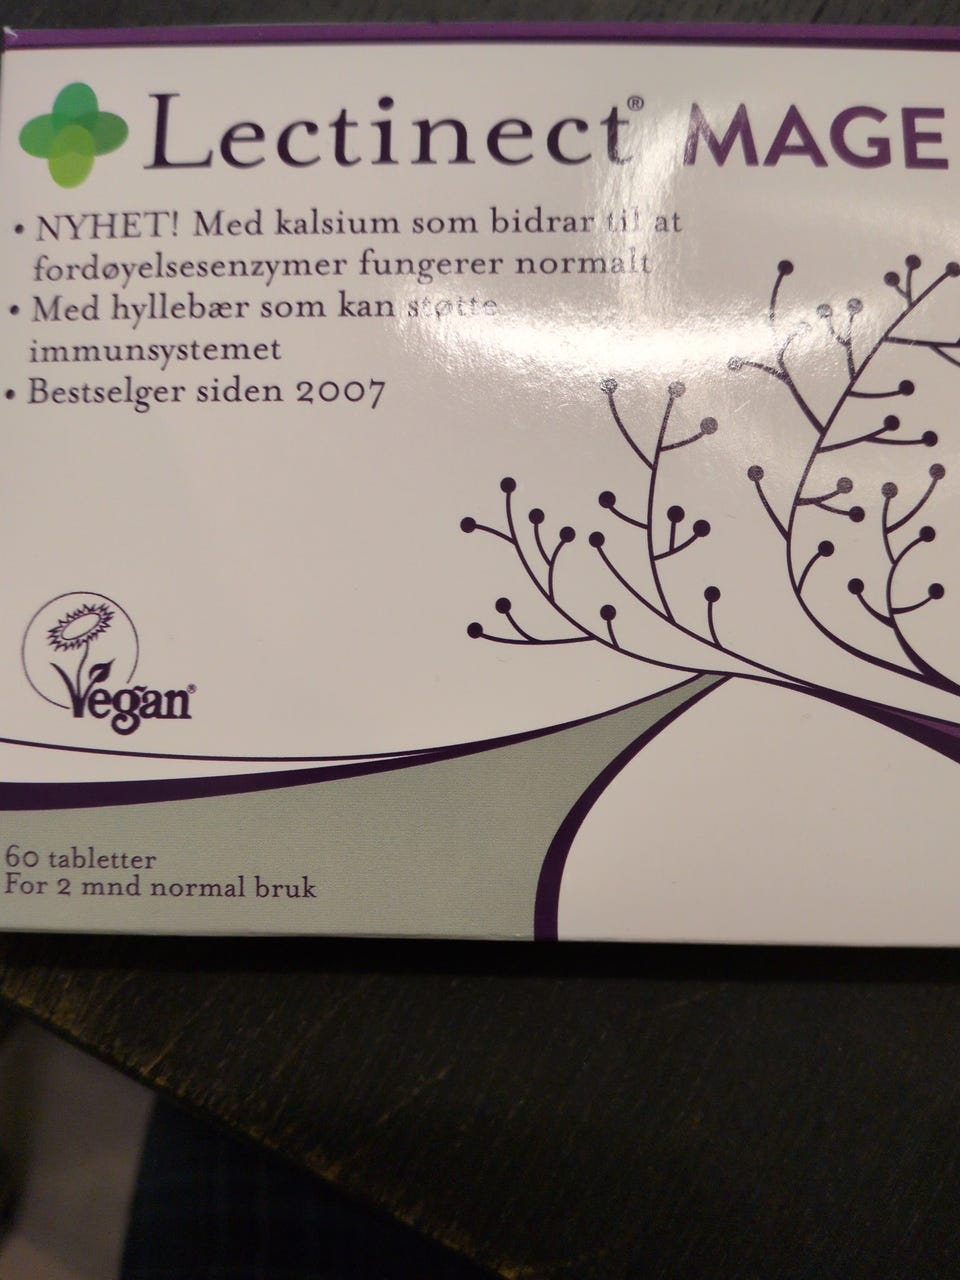 Lectinect® MAGE
• NYHET! Med kalsium som bidrar til at
fordøyelsesenzymer fungerer normalt
• Med hyllebær som kan støtte
immunsystemet
• Bestselger siden 2007
Vegan®
60 tabletter
For 2 mnd normal bruk